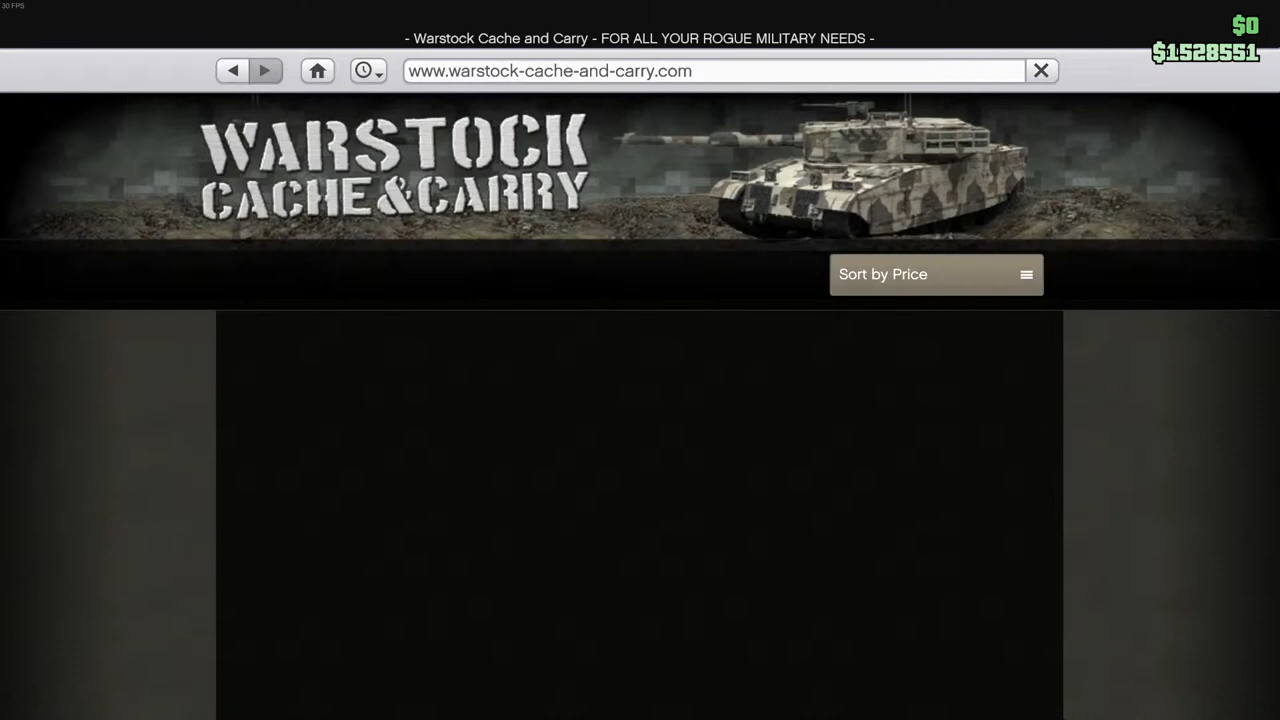 30 FPS
$0
- Warstock Cache and Carry - FOR ALL YOUR ROGUE MILITARY NEEDS -
$1528551
www.warstock-cache-and-carry.com
WARSTOCK
CACHE&CARRY
Sort by Price